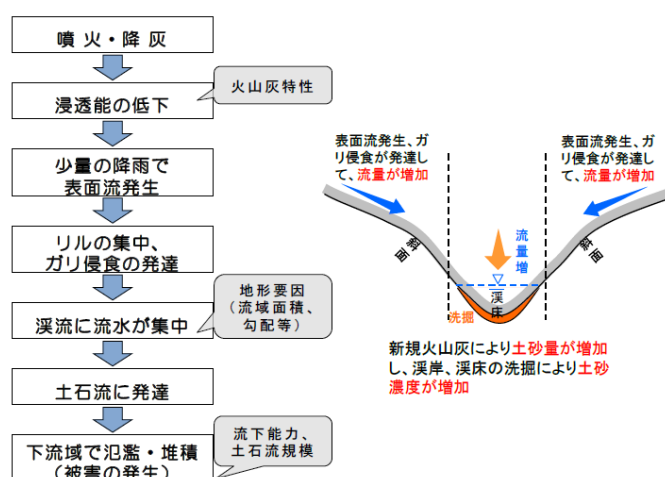 噴火・降灰
火山灰特性
浸透能の低下
少量の降雨で
表面流発生
リルの集中、
ガリ侵食の発達
地形要因
(流域面積、
勾配等)
渓流に流水が集中
土石流に発達
流下能力、
土石流規模
下流域で氾濫・堆積
(被害の発生)
表面流発生、ガ
リ侵食が発達し
て、流量が増加
表面流発生、ガ
リ侵食が発達し
て、流量が増加
斜面
流量増
斜面
渓床
洗掘
新規火山灰により土砂量が増加
し、渓岸、渓床の洗掘により土砂
濃度が増加